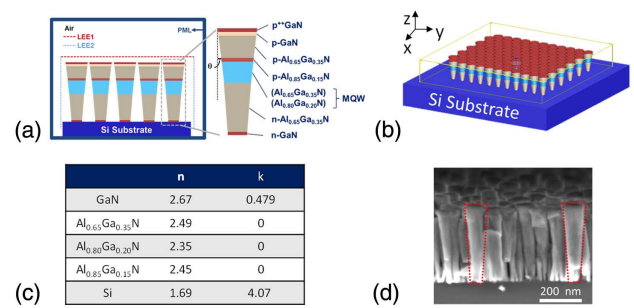 Air
LEE1
LEE2
PML
θ
p⁺⁺GaN
p-GaN
p-Al₀.₆₅Ga₀.₃₅N
p-Al₀.₈₅Ga₀.₁₅N
(Al₀.₆₅Ga₀.₃₅N)
(Al₀.₈₀Ga₀.₂₀N)
MQW
n-Al₀.₆₅Ga₀.₃₅N
n-GaN
Si Substrate
(a)
z
y
x
Si Substrate
(b)
n k
GaN 2.67 0.479
Al₀.₆₅Ga₀.₃₅N 2.49 0
Al₀.₈₀Ga₀.₂₀N 2.35 0
Al₀.₈₅Ga₀.₁₅N 2.45 0
Si 1.69 4.07
(c)
200 nm
(d)